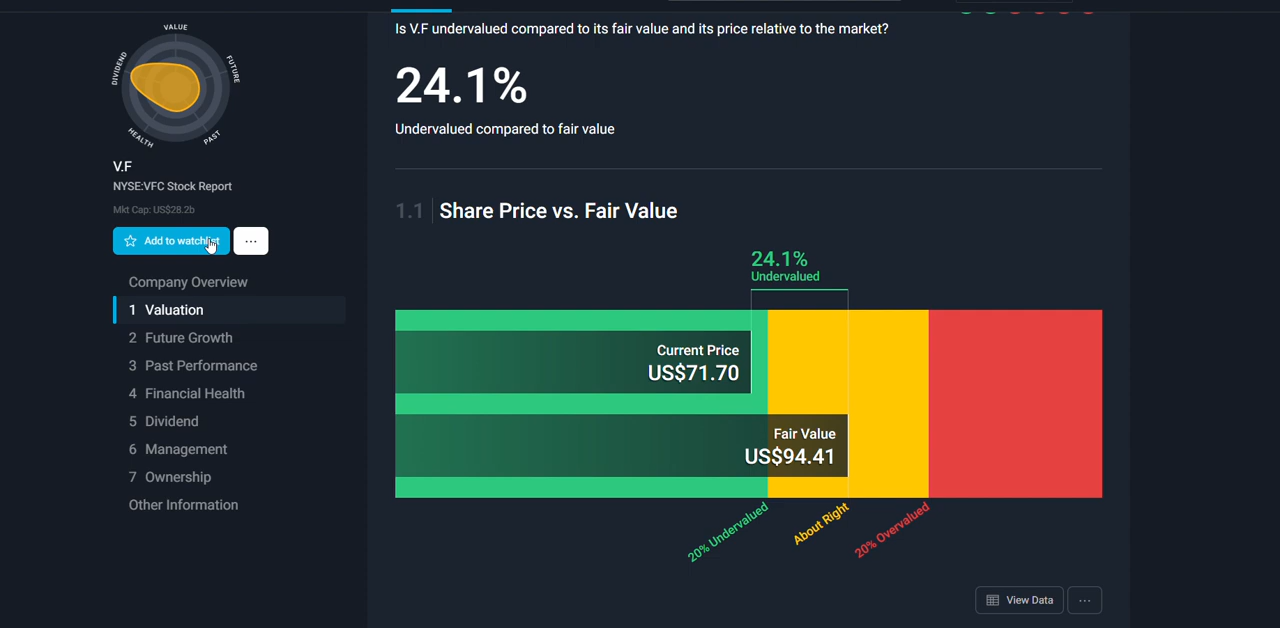 VALUE
FUTURE
PAST
HEALTH
DIVIDEND
V.F
NYSE:VFC Stock Report
Mkt Cap: US$28.2b
Add to watchlist
...
Company Overview
1 Valuation
2 Future Growth
3 Past Performance
4 Financial Health
5 Dividend
6 Management
7 Ownership
Other Information
Is V.F undervalued compared to its fair value and its price relative to the market?
24.1%
Undervalued compared to fair value
1.1 Share Price vs. Fair Value
24.1%
Undervalued
Current Price
US$71.70
Fair Value
US$94.41
20% Undervalued
About Right
20% Overvalued
View Data
...